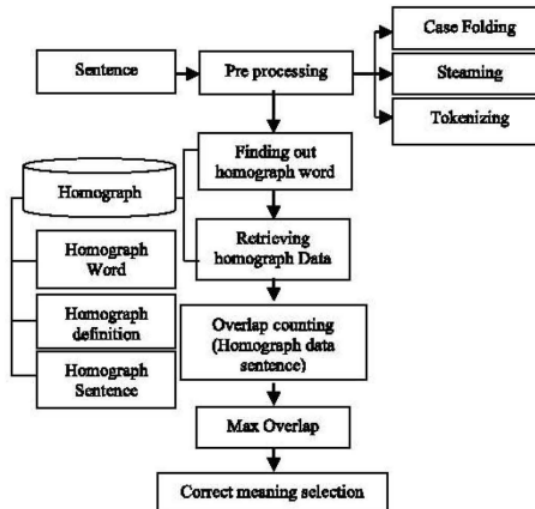 Case Folding
Sentence
Pre processing
Steaming
Tokenizing
Finding out
homograph word
Homograph
Retrieving
homograph Data
Homograph
Word
Homograph
definition
Homograph
Sentence
Overlap counting
(Homograph data
sentence)
Max Overlap
Correct meaning selection